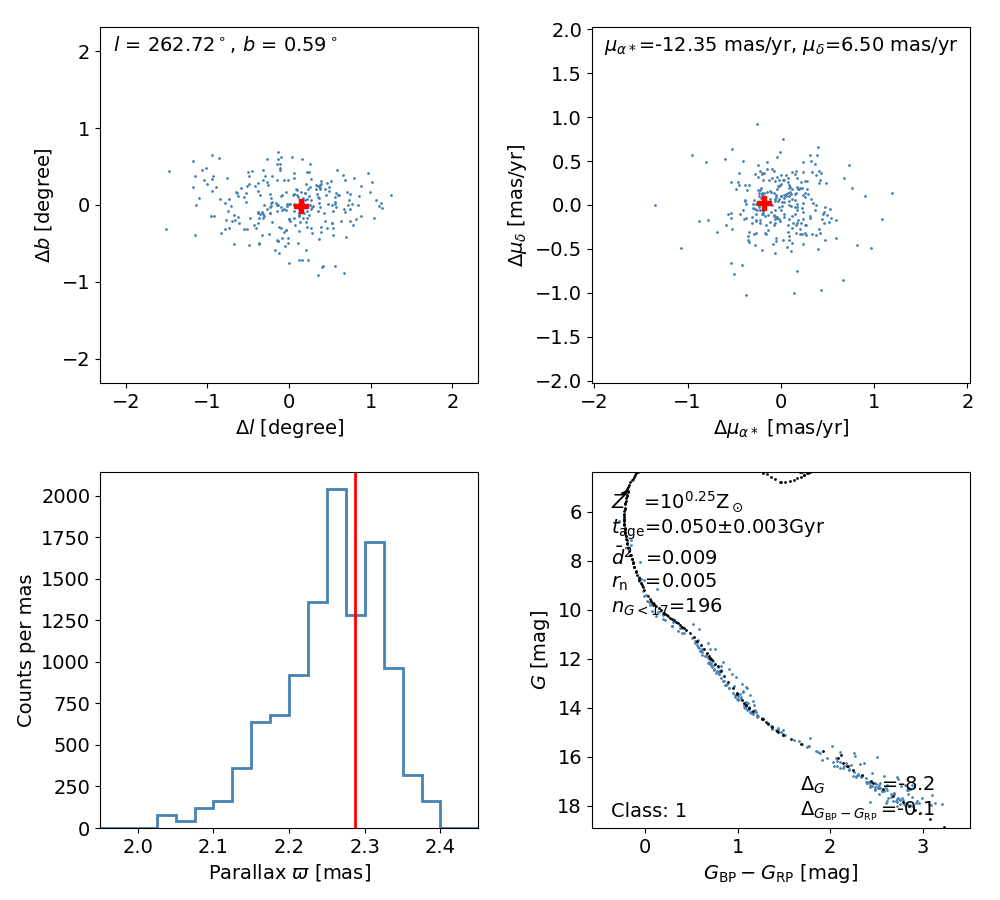 l = 262.72°, b = 0.59°
2
1
0
−1
−2
Δb [degree]
−2 −1 0 1 2
Δl [degree]
μα*=-12.35 mas/yr, μδ=6.50 mas/yr
2.0
1.5
1.0
0.5
0.0
−0.5
−1.0
−1.5
−2.0
Δμδ [mas/yr]
−2 −1 0 1 2
Δμα* [mas/yr]
2000
1750
1500
1250
1000
750
500
250
0
Counts per mas
2.0 2.1 2.2 2.3 2.4
Parallax ϖ [mas]
Z =10^0.25Z⊙
t_age=0.050±0.003Gyr
d̄² =0.009
r_n =0.005
n_G<17=196
6
8
10
12
14
16
18
G [mag]
Δ_G =-8.2
Δ_G_BP−G_RP =-0.1
Class: 1
0 1 2 3
G_BP − G_RP [mag]